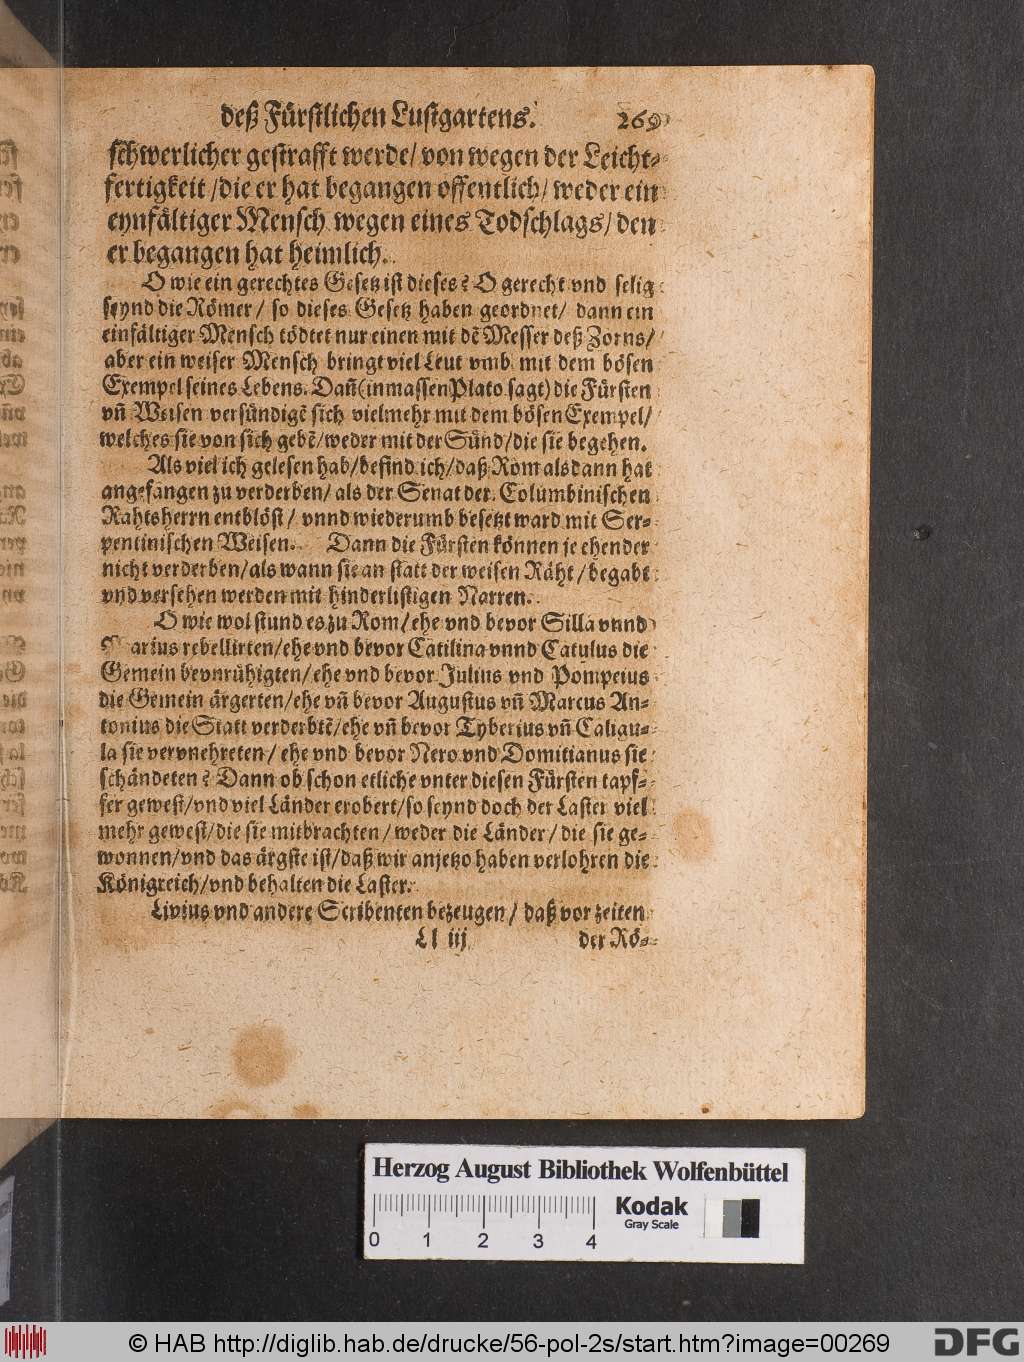 deß Fürstlichen Lustgartens. 269
schwerlicher gestrafft werde/ von wegen der Leicht-
fertigkeit/ die er hat begangen offentlich/ weder ein
eynfältiger Mensch wegen eines Todschlags/ den
er begangen hat heimlich.
O wie ein gerechtes Gesetz ist dieses? O gerecht vnd selig
seynd die Römer/ so dieses Gesetz haben geordnet/ dann ein
einfältiger Mensch tödtet nur einen mit dē Messer deß Zorns/
aber ein weiser Mensch bringt viel Leut vmb mit dem bösen
Exempel seines Lebens. Dañ (inmassen Plato sagt) die Fürsten
vñ Weisen versündigē sich vielmehr mit dem bösen Exempel/
welches sie von sich gebē/ weder mit der Sünd/ die sie begehen.
Als viel ich gelesen hab/ befind ich/ daß Rom alsdann hat
angefangen zu verderben/ als der Senat der Columbinischen
Rahtsherrn entblöst/ vnnd wiederumb besetzt ward mit Ser-
pentinischen Weisen. Dann die Fürsten können je ehender
nicht verderben/ als wann sie an statt der weisen Räht/ begabt
vnd versehen werden mit hinderlistigen Narren.
O wie wol stund es zu Rom/ ehe vnd bevor Silla vnnd
Marius rebellirten/ ehe vnd bevor Catilina vnnd Catulus die
Gemein bevnrühigten/ ehe vnd bevor Julius vnd Pompeius
die Gemein ärgerten/ ehe vñ bevor Augustus vñ Marcus An-
tonius die Statt verderbtē/ ehe vñ bevor Tyberius vñ Caligu-
la sie vervnehreten/ ehe vnd bevor Nero vnd Domitianus sie
schändeten? Dann ob schon etliche vnter diesen Fürsten tapf-
fer gewest/ vnd viel Länder erobert/ so seynd doch der Laster viel
mehr gewest/ die sie mitbrachten/ weder die Länder/ die sie ge-
wonnen/ vnd das ärgste ist/ daß wir anjetzo haben verlohren die
Königreich/ vnd behalten die Laster.
Livius vnd andere Scribenten bezeugen/ daß vor zeiten
Ll iij der Rö-
Herzog August Bibliothek Wolfenbüttel
Kodak
Gray Scale
0 1 2 3 4
© HAB http://diglib.hab.de/drucke/56-pol-2s/start.htm?image=00269
DFG